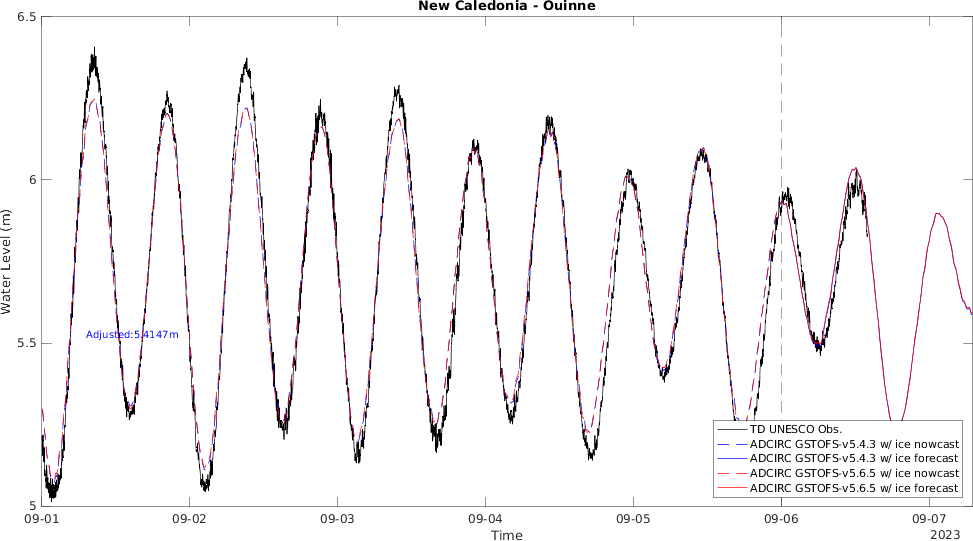 New Caledonia - Ouinne
6.5
6
5.5
5
Water Level (m)
Adjusted:5.4147m
TD UNESCO Obs.
ADCIRC GSTOFS-v5.4.3 w/ ice nowcast
ADCIRC GSTOFS-v5.4.3 w/ ice forecast
ADCIRC GSTOFS-v5.6.5 w/ ice nowcast
ADCIRC GSTOFS-v5.6.5 w/ ice forecast
09-01 09-02 09-03 09-04 09-05 09-06 09-07
Time
2023